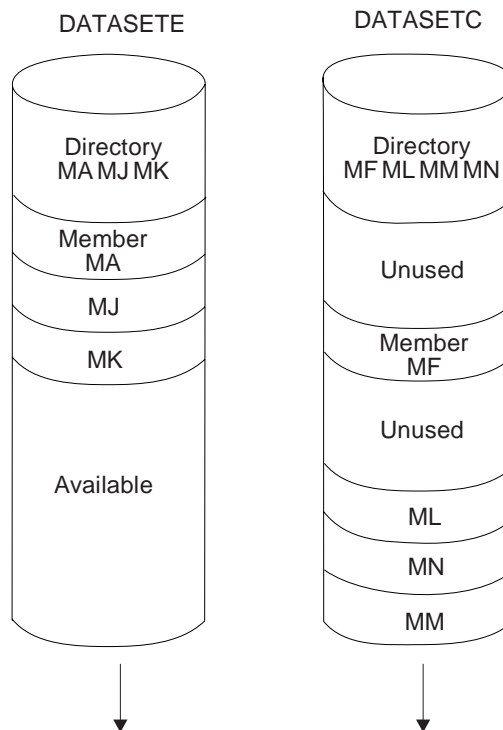 DATASETE
Directory
MA MJ MK
Member
MA
MJ
MK
Available
DATASETC
Directory
MF ML MM MN
Unused
Member
MF
Unused
ML
MN
MM